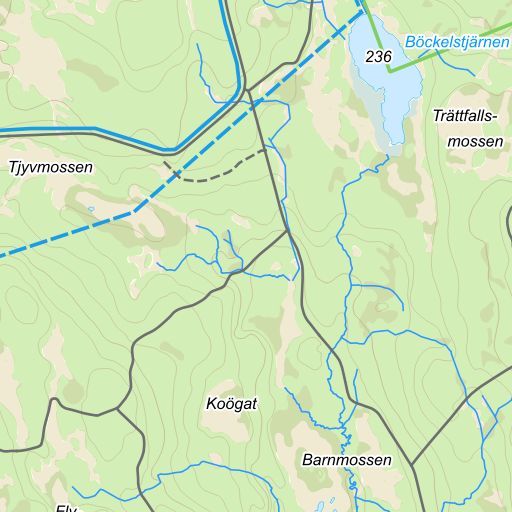 Böckelstjärnen
236
Trättfalls-
mossen
Tjyvmossen
Koögat
Barnmossen